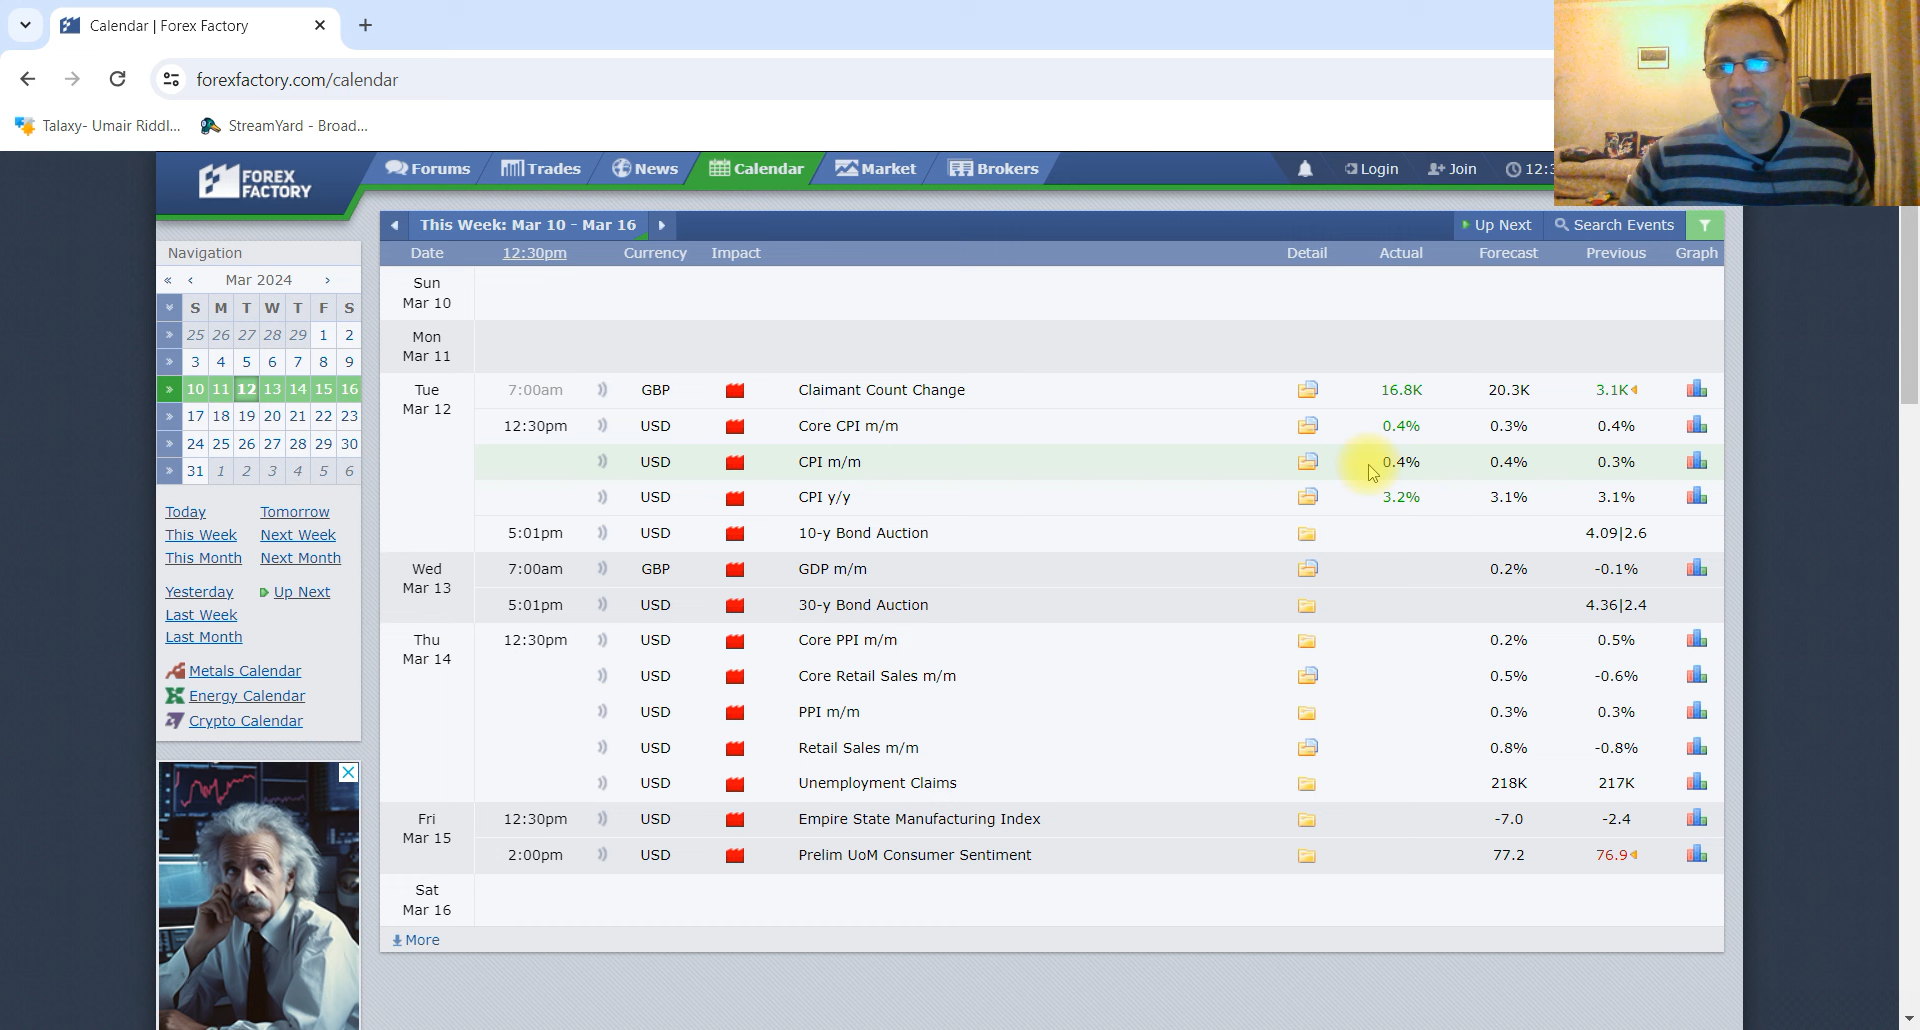 Calendar | Forex Factory
forexfactory.com/calendar
Talaxy- Umair Riddl...
StreamYard - Broad...
FOREX
FACTORY
Forums
Trades
News
Calendar
Market
Brokers
Login
Join
12:3
Navigation
« ‹ Mar 2024 ›
S M T W T F S
» 25 26 27 28 29 1 2
» 3 4 5 6 7 8 9
» 10 11 12 13 14 15 16
» 17 18 19 20 21 22 23
» 24 25 26 27 28 29 30
» 31 1 2 3 4 5 6
Today Tomorrow
This Week Next Week
This Month Next Month
Yesterday Up Next
Last Week
Last Month
Metals Calendar
Energy Calendar
Crypto Calendar
This Week: Mar 10 - Mar 16
Up Next
Search Events
Date 12:30pm Currency Impact Detail Actual Forecast Previous Graph
Sun
Mar 10
Mon
Mar 11
Tue
Mar 12
7:00am GBP Claimant Count Change 16.8K 20.3K 3.1K
12:30pm USD Core CPI m/m 0.4% 0.3% 0.4%
USD CPI m/m 0.4% 0.4% 0.3%
USD CPI y/y 3.2% 3.1% 3.1%
5:01pm USD 10-y Bond Auction 4.09|2.6
Wed
Mar 13
7:00am GBP GDP m/m 0.2% -0.1%
5:01pm USD 30-y Bond Auction 4.36|2.4
Thu
Mar 14
12:30pm USD Core PPI m/m 0.2% 0.5%
USD Core Retail Sales m/m 0.5% -0.6%
USD PPI m/m 0.3% 0.3%
USD Retail Sales m/m 0.8% -0.8%
USD Unemployment Claims 218K 217K
Fri
Mar 15
12:30pm USD Empire State Manufacturing Index -7.0 -2.4
2:00pm USD Prelim UoM Consumer Sentiment 77.2 76.9
Sat
Mar 16
More